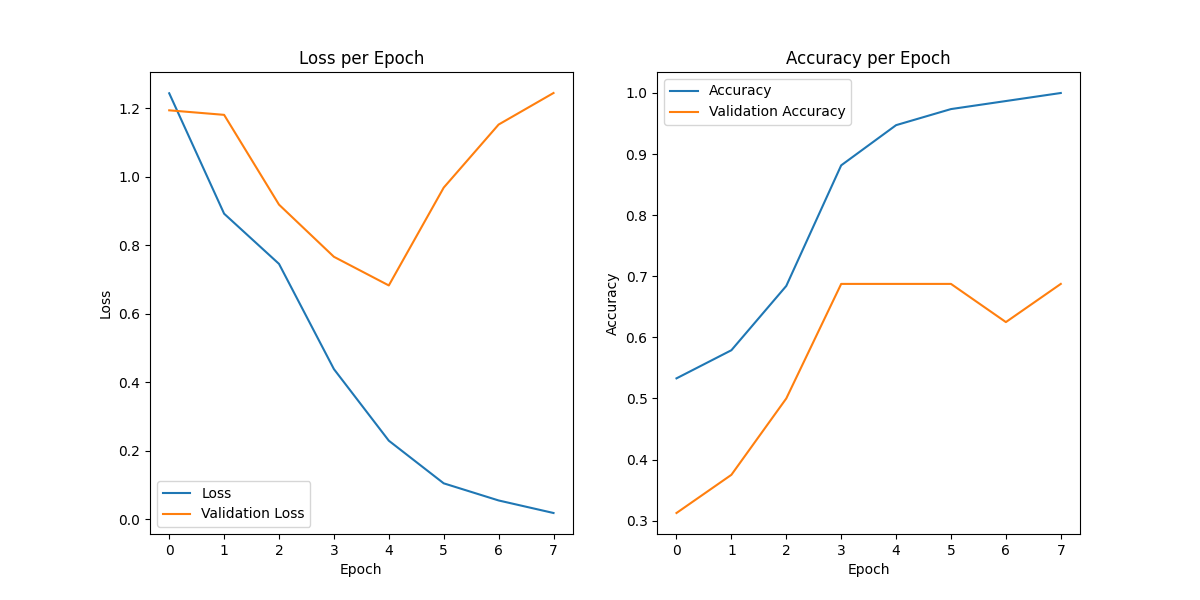 Loss per Epoch
Loss
1.2
1.0
0.8
0.6
0.4
0.2
0.0
Loss
Validation Loss
0 1 2 3 4 5 6 7
Epoch
Accuracy per Epoch
Accuracy
Validation Accuracy
Accuracy
1.0
0.9
0.8
0.7
0.6
0.5
0.4
0.3
0 1 2 3 4 5 6 7
Epoch